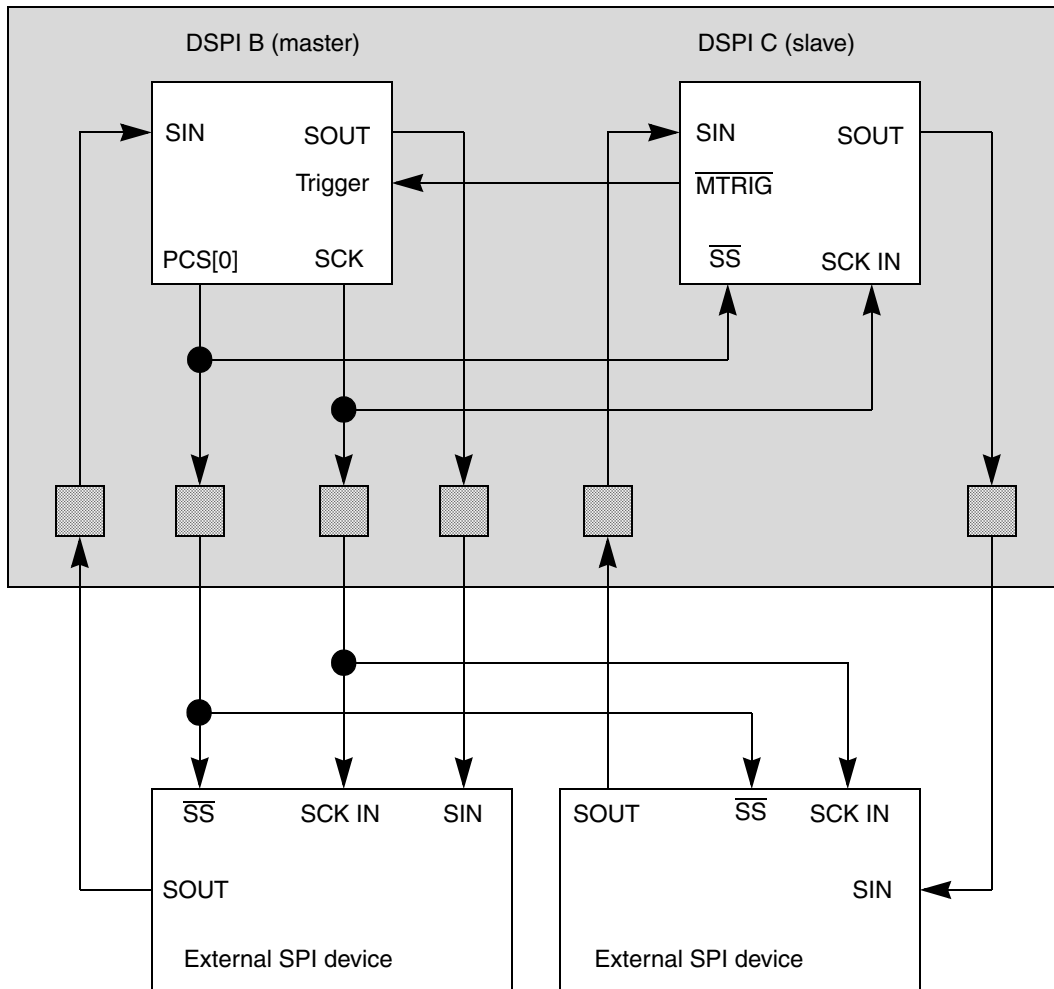 DSPI B (master)
DSPI C (slave)
SIN
SOUT
Trigger
PCS[0]
SCK
SIN
SOUT
MTRIG
SS
SCK IN
SS
SCK IN
SIN
SOUT
External SPI device
SOUT
SS
SCK IN
SIN
External SPI device